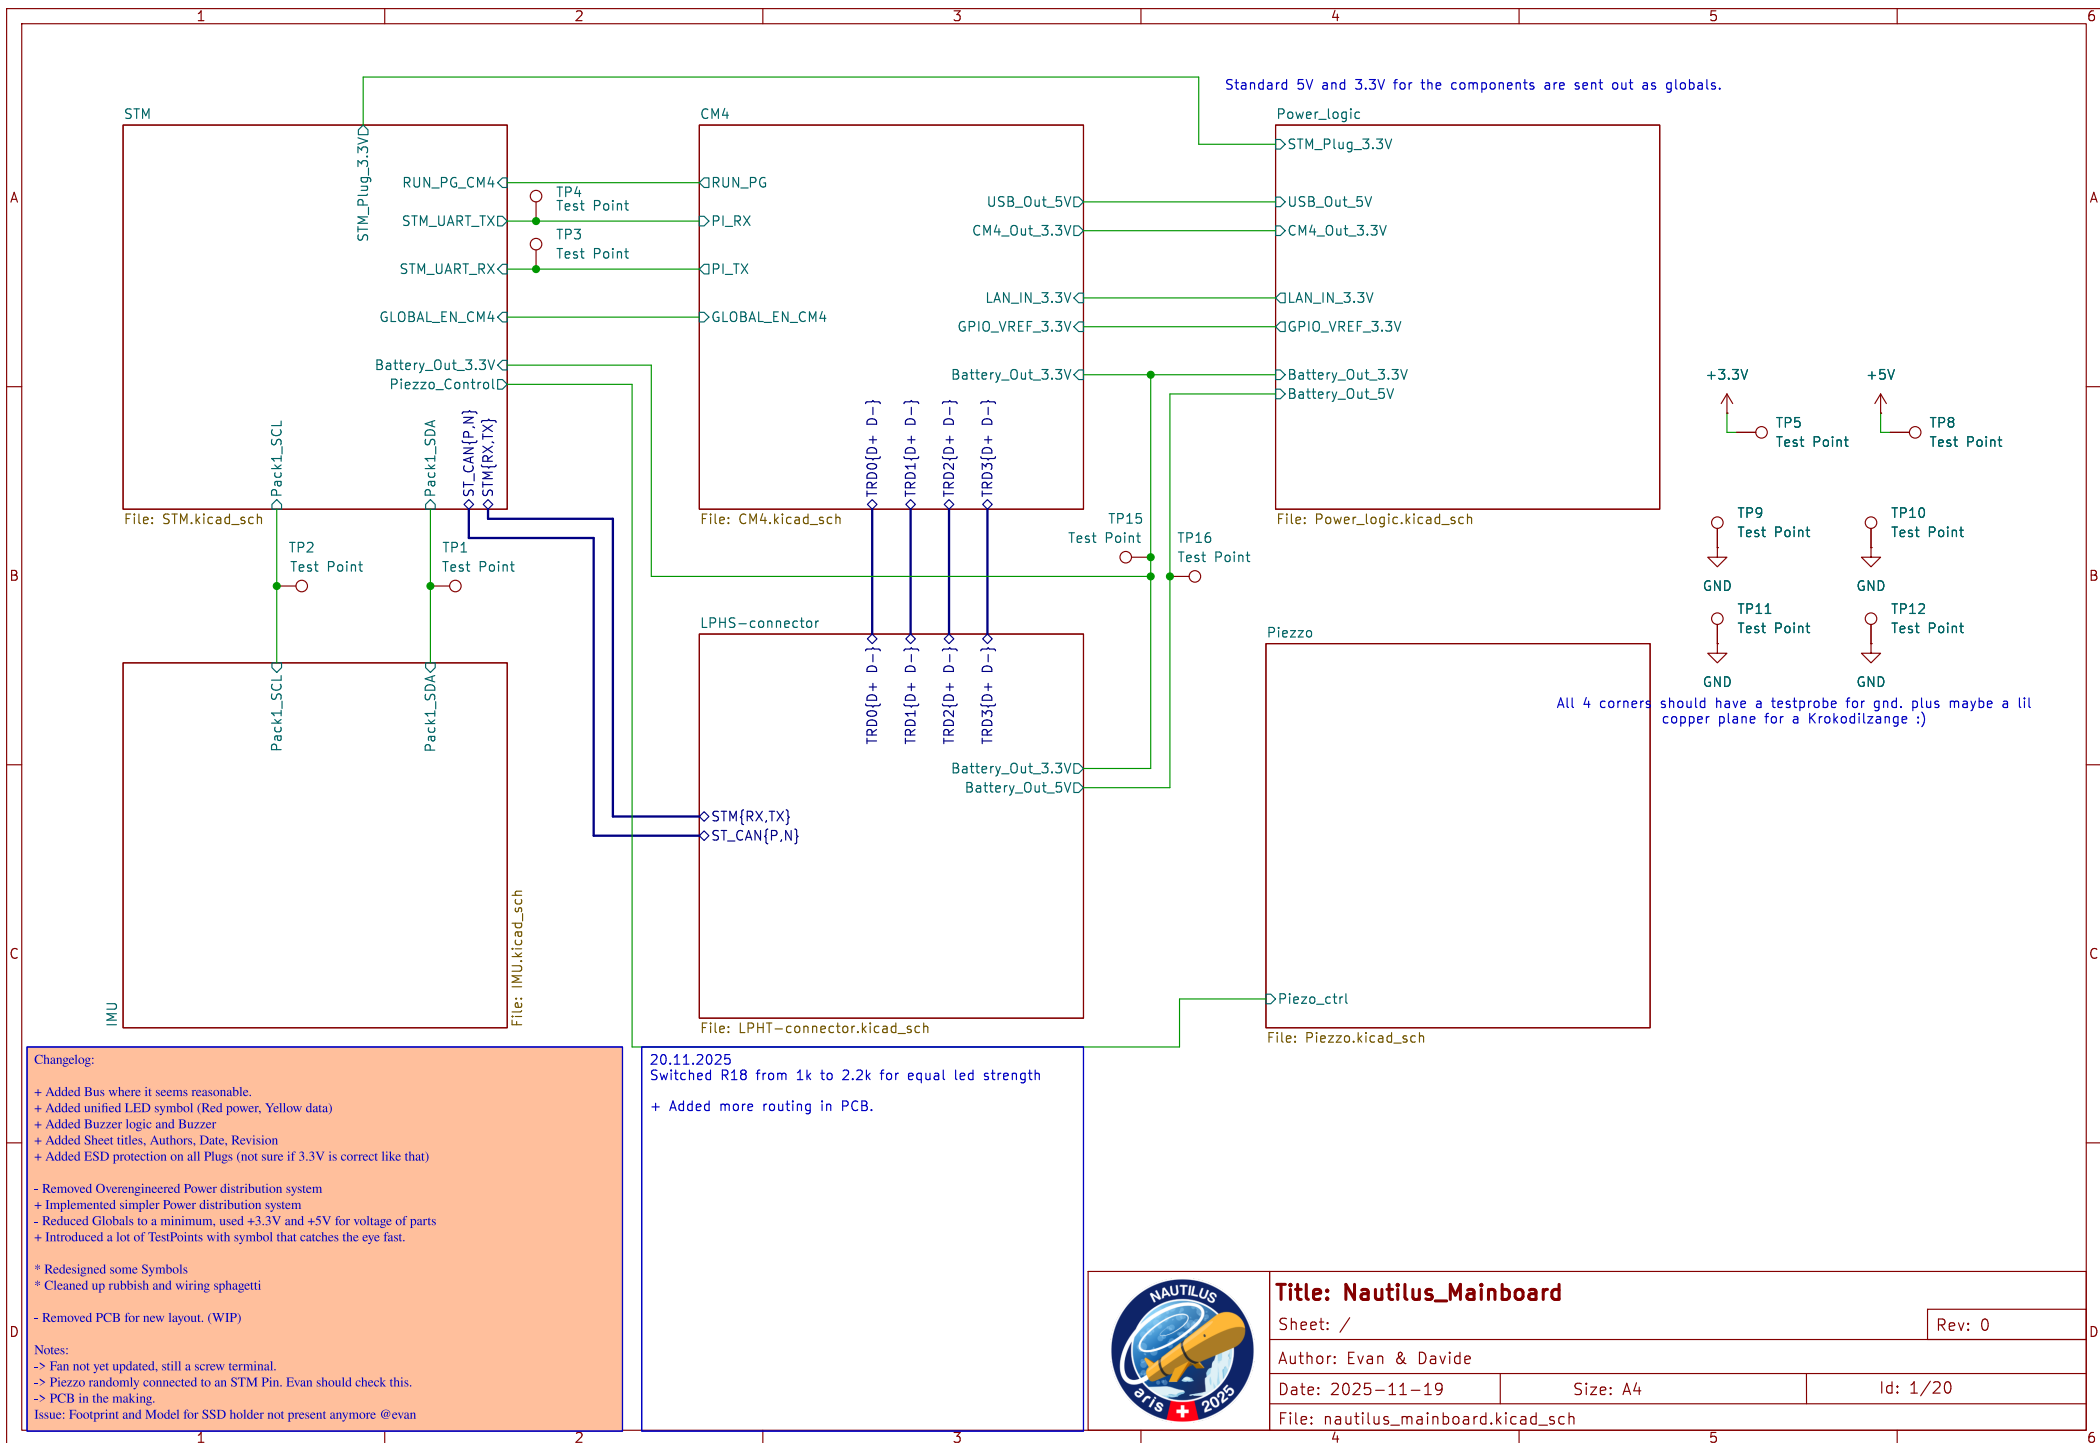 1 2 3 4 5 6
Standard 5V and 3.3V for the components are sent out as globals.
STM
STM_Plug_3.3V
RUN_PG_CM4
STM_UART_TX
STM_UART_RX
GLOBAL_EN_CM4
Battery_Out_3.3V
Piezzo_Control
Pack1_SCL
Pack1_SDA
ST_CAN{P,N}
STM{RX,TX}
File: STM.kicad_sch
TP4
Test Point
TP3
Test Point
CM4
RUN_PG
PI_RX
PI_TX
GLOBAL_EN_CM4
USB_Out_5V
CM4_Out_3.3V
LAN_IN_3.3V
GPIO_VREF_3.3V
Battery_Out_3.3V
TRD0{D+ D-}
TRD1{D+ D-}
TRD2{D+ D-}
TRD3{D+ D-}
File: CM4.kicad_sch
Power_logic
STM_Plug_3.3V
USB_Out_5V
CM4_Out_3.3V
LAN_IN_3.3V
GPIO_VREF_3.3V
Battery_Out_3.3V
Battery_Out_5V
File: Power_logic.kicad_sch
+3.3V
TP5
Test Point
+5V
TP8
Test Point
TP9
Test Point
GND
TP10
Test Point
GND
TP11
Test Point
GND
TP12
Test Point
GND
All 4 corners should have a testprobe for gnd. plus maybe a lil
copper plane for a Krokodilzange :)
TP2
Test Point
TP1
Test Point
TP15
Test Point
TP16
Test Point
IMU
Pack1_SCL
Pack1_SDA
File: IMU.kicad_sch
LPHS-connector
TRD0{D+ D-}
TRD1{D+ D-}
TRD2{D+ D-}
TRD3{D+ D-}
Battery_Out_3.3V
Battery_Out_5V
STM{RX,TX}
ST_CAN{P,N}
File: LPHT-connector.kicad_sch
Piezzo
Piezo_ctrl
File: Piezzo.kicad_sch
Changelog:
+ Added Bus where it seems reasonable.
+ Added unified LED symbol (Red power, Yellow data)
+ Added Buzzer logic and Buzzer
+ Added Sheet titles, Authors, Date, Revision
+ Added ESD protection on all Plugs (not sure if 3.3V is correct like that)
- Removed Overengineered Power distribution system
+ Implemented simpler Power distribution system
- Reduced Globals to a minimum, used +3.3V and +5V for voltage of parts
+ Introduced a lot of TestPoints with symbol that catches the eye fast.
* Redesigned some Symbols
* Cleaned up rubbish and wiring sphagetti
- Removed PCB for new layout. (WIP)
Notes:
-> Fan not yet updated, still a screw terminal.
-> Piezzo randomly connected to an STM Pin. Evan should check this.
-> PCB in the making.
Issue: Footprint and Model for SSD holder not present anymore @evan
20.11.2025
Switched R18 from 1k to 2.2k for equal led strength
+ Added more routing in PCB.
NAUTILUS
aris 2025
Title: Nautilus_Mainboard
Sheet: /
Rev: 0
Author: Evan & Davide
Date: 2025-11-19
Size: A4
Id: 1/20
File: nautilus_mainboard.kicad_sch
A A
B B
C C
D D
1 2 3 4 5 6